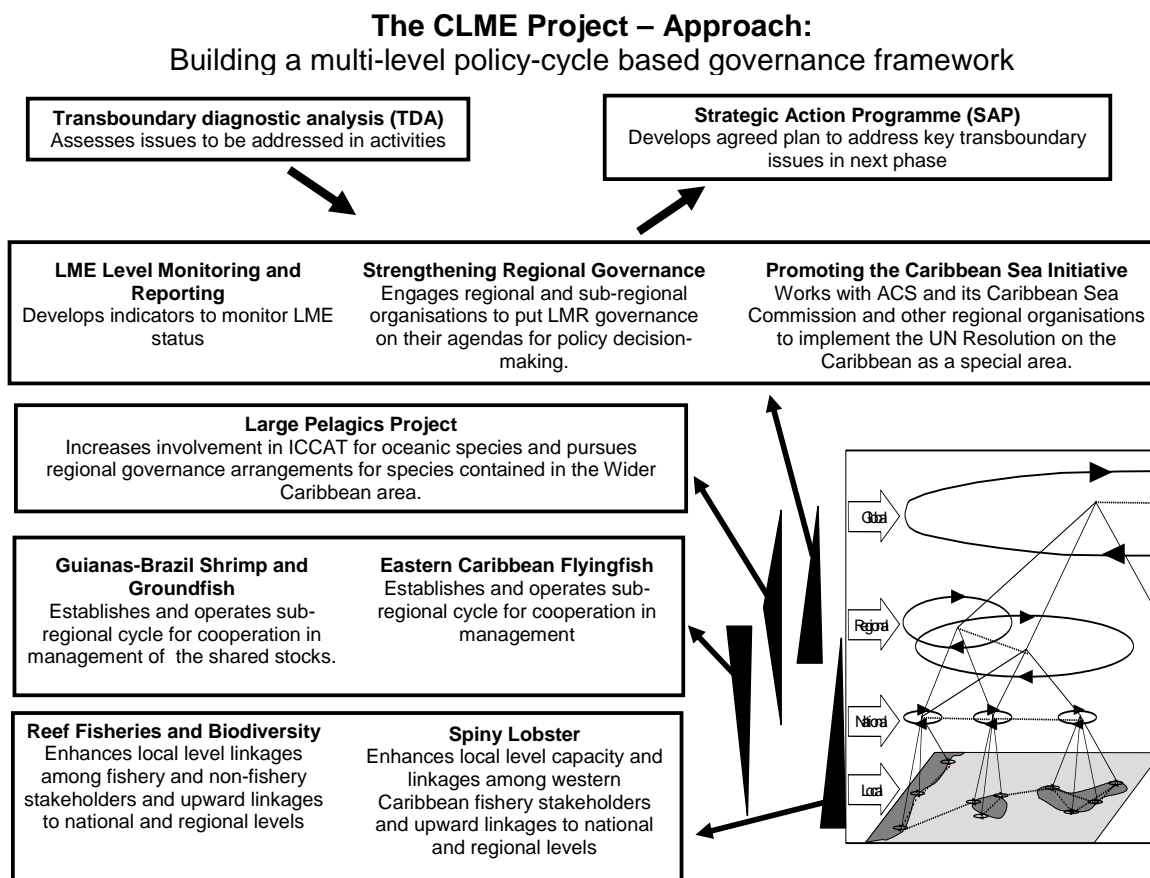 The CLME Project – Approach:
Building a multi-level policy-cycle based governance framework
Transboundary diagnostic analysis (TDA)
Assesses issues to be addressed in activities
Strategic Action Programme (SAP)
Develops agreed plan to address key transboundary
issues in next phase
LME Level Monitoring and
Reporting
Develops indicators to monitor LME
status
Strengthening Regional Governance
Engages regional and sub-regional
organisations to put LMR governance
on their agendas for policy decision-
making.
Promoting the Caribbean Sea Initiative
Works with ACS and its Caribbean Sea
Commission and other regional organisations
to implement the UN Resolution on the
Caribbean as a special area.
Large Pelagics Project
Increases involvement in ICCAT for oceanic species and pursues
regional governance arrangements for species contained in the Wider
Caribbean area.
Guianas-Brazil Shrimp and
Groundfish
Establishes and operates sub-
regional cycle for cooperation in
management of the shared stocks.
Eastern Caribbean Flyingfish
Establishes and operates sub-
regional cycle for cooperation in
management
Reef Fisheries and Biodiversity
Enhances local level linkages
among fishery and non-fishery
stakeholders and upward linkages
to national and regional levels
Spiny Lobster
Enhances local level capacity and
linkages among western
Caribbean fishery stakeholders
and upward linkages to national
and regional levels
Global
Regional
National
Local